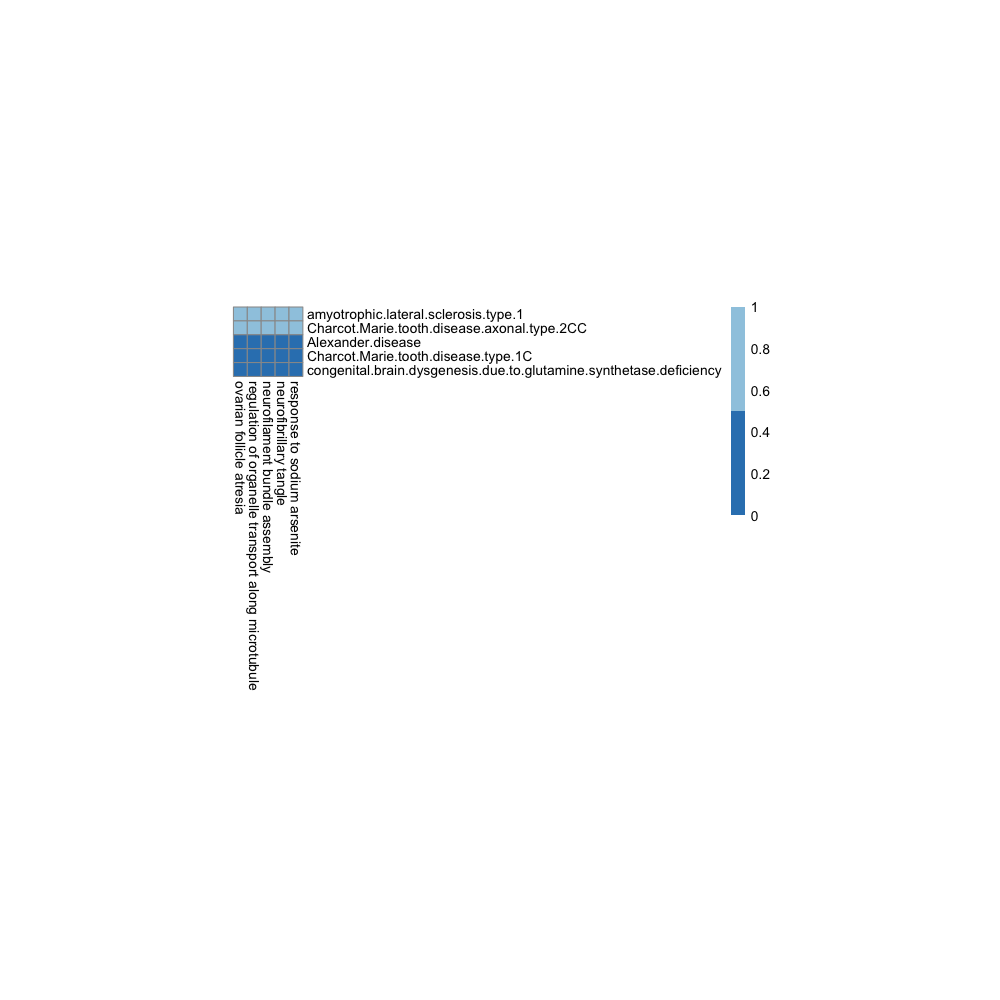 amyotrophic.lateral.sclerosis.type.1
Charcot.Marie.tooth.disease.axonal.type.2CC
Alexander.disease
Charcot.Marie.tooth.disease.type.1C
congenital.brain.dysgenesis.due.to.glutamine.synthetase.deficiency
ovarian follicle atresia
regulation of organelle transport along microtubule
neurofilament bundle assembly
neurofibrillary tangle
response to sodium arsenite
1
0.8
0.6
0.4
0.2
0